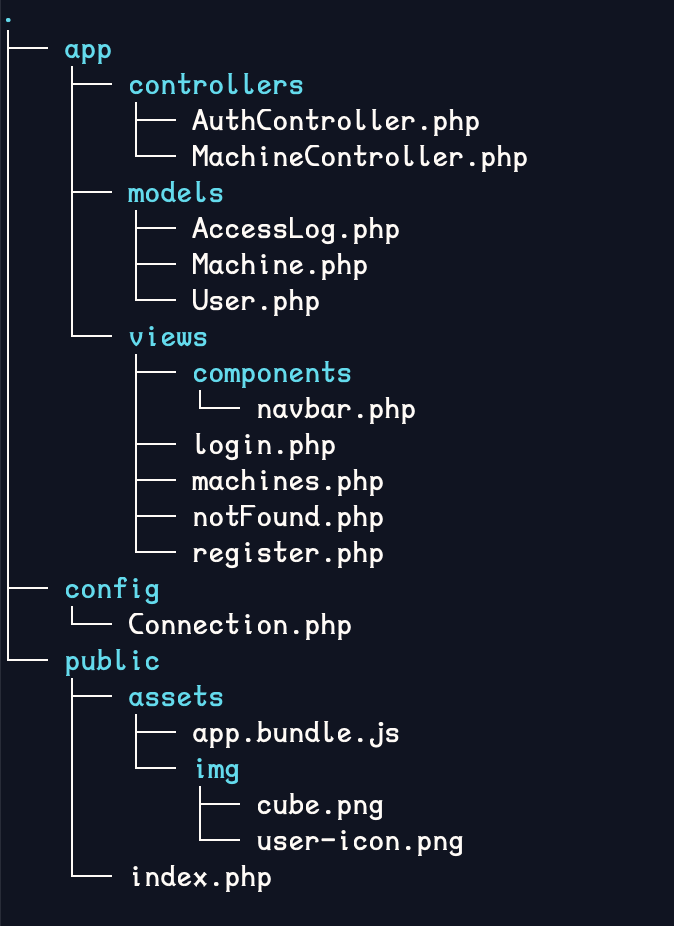 .
├── app
│   ├── controllers
│   │   ├── AuthController.php
│   │   └── MachineController.php
│   ├── models
│   │   ├── AccessLog.php
│   │   ├── Machine.php
│   │   └── User.php
│   └── views
│       ├── components
│       │   └── navbar.php
│       ├── login.php
│       ├── machines.php
│       ├── notFound.php
│       └── register.php
├── config
│   └── Connection.php
└── public
    ├── assets
    │   ├── app.bundle.js
    │   └── img
    │       ├── cube.png
    │       └── user-icon.png
    └── index.php